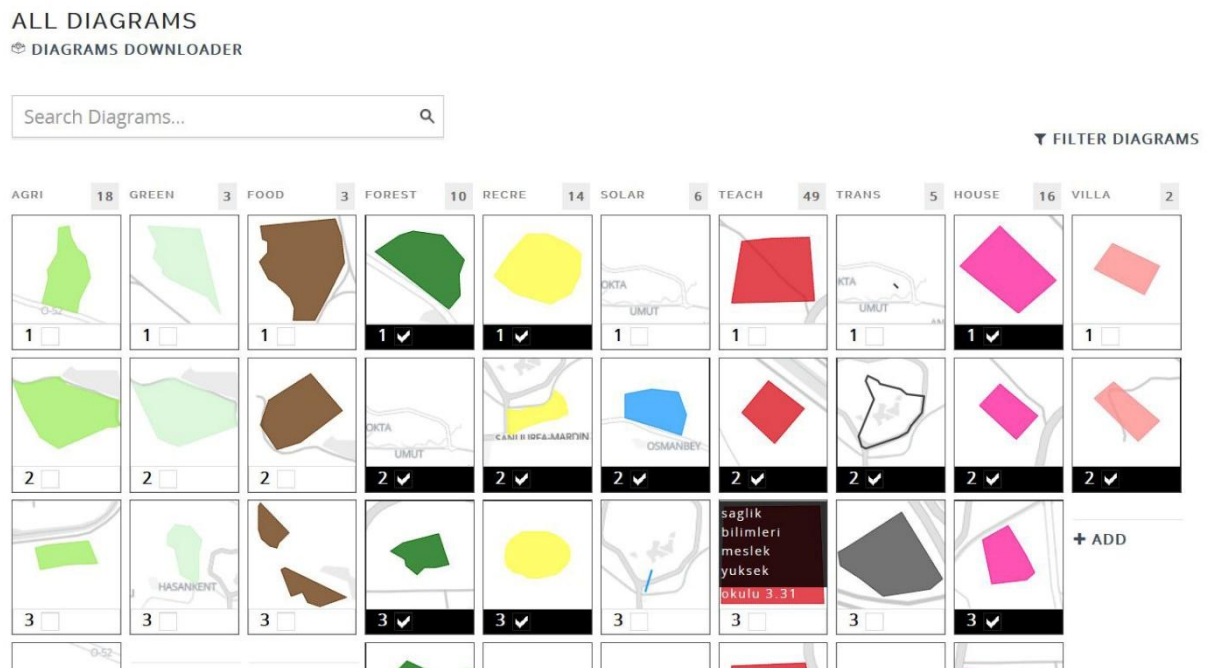 ALL DIAGRAMS
DIAGRAMS DOWNLOADER
Search Diagrams...
FILTER DIAGRAMS
AGRI 18 GREEN 3 FOOD 3 FOREST 10 RECRE 14 SOLAR 6 TEACH 49 TRANS 5 HOUSE 16 VILLA 2
O-52
OKTA
UMUT
KTA
UMUT
1 1 1 1 1 1 1 1 1 1
OKTA
UMUT
OSMANBEY
2 2 2 2 2 2 2 2 2 2
HASANKENT
saglik
bilimleri
meslek
yuksek
okulu 3.31
+ ADD
3 3 3 3 3 3 3 3 3
O-52